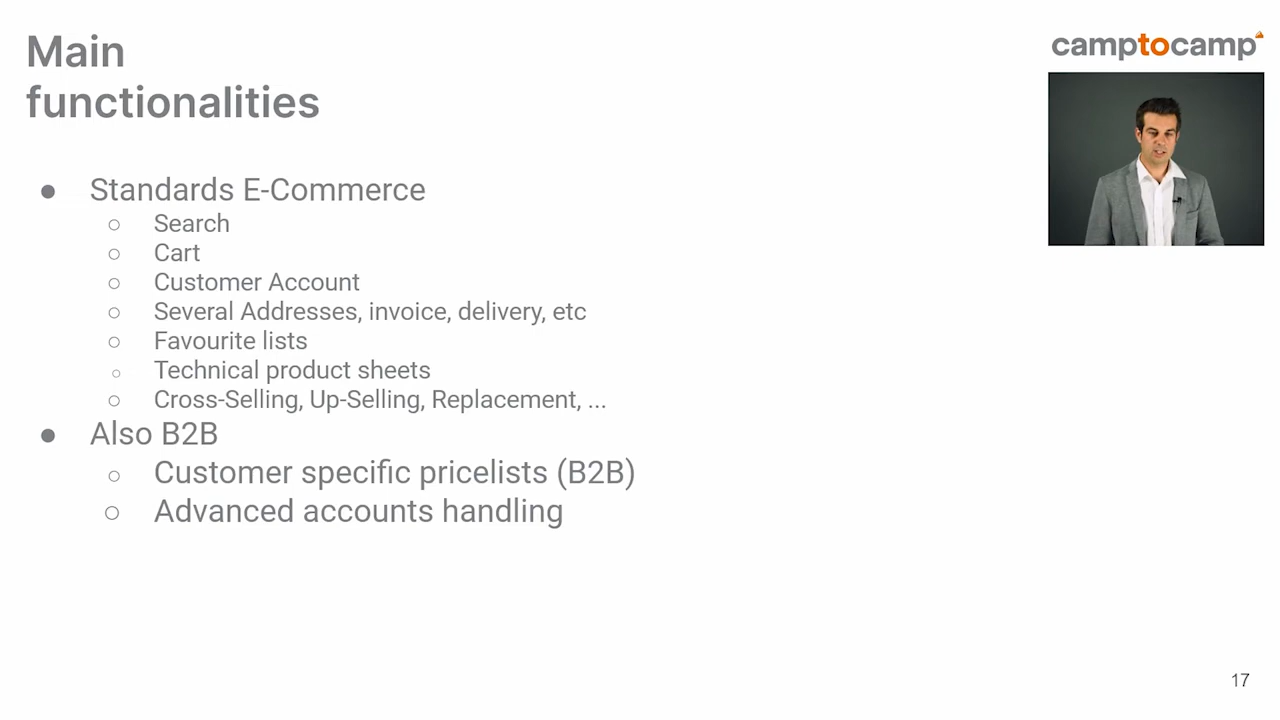 Main
functionalities
camptocamp
● Standards E-Commerce
○ Search
○ Cart
○ Customer Account
○ Several Addresses, invoice, delivery, etc
○ Favourite lists
○ Technical product sheets
○ Cross-Selling, Up-Selling, Replacement, ...
● Also B2B
○ Customer specific pricelists (B2B)
○ Advanced accounts handling
17